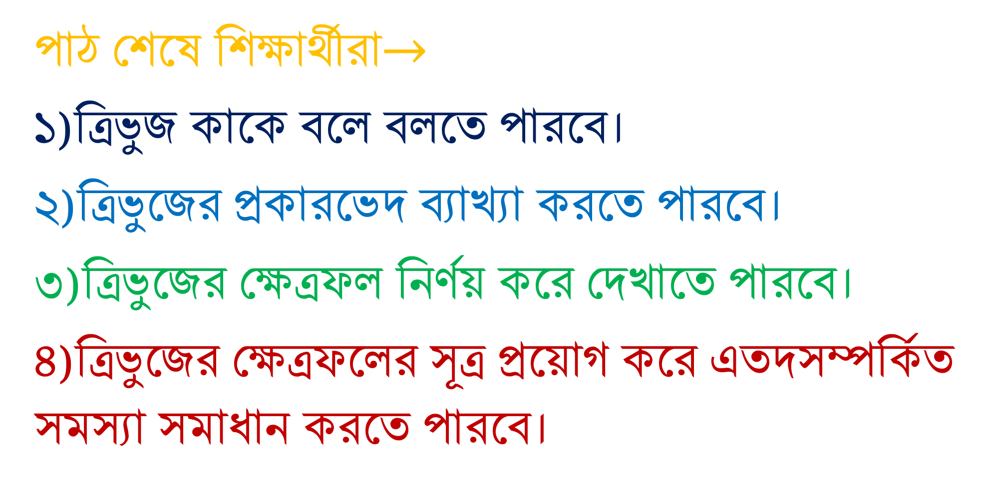 পাঠ শেষে শিক্ষার্থীরা→
১)ত্রিভুজ কাকে বলে বলতে পারবে।
২)ত্রিভুজের প্রকারভেদ ব্যাখ্যা করতে পারবে।
৩)ত্রিভুজের ক্ষেত্রফল নির্ণয় করে দেখাতে পারবে।
৪)ত্রিভুজের ক্ষেত্রফলের সূত্র প্রয়োগ করে এতদসম্পর্কিত
সমস্যা সমাধান করতে পারবে।